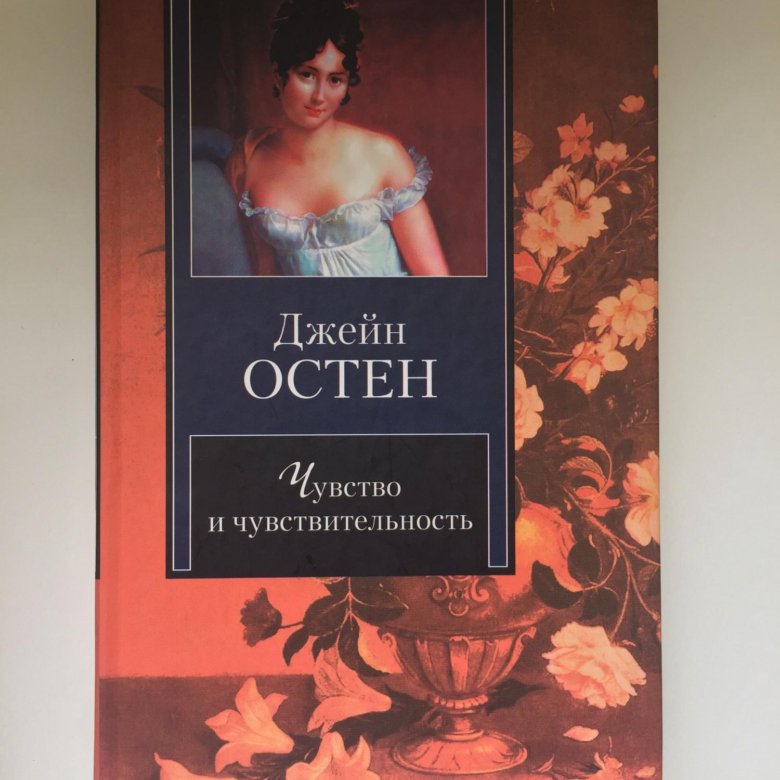 Джейн
ОСТЕН
Чувство
и чувствительность